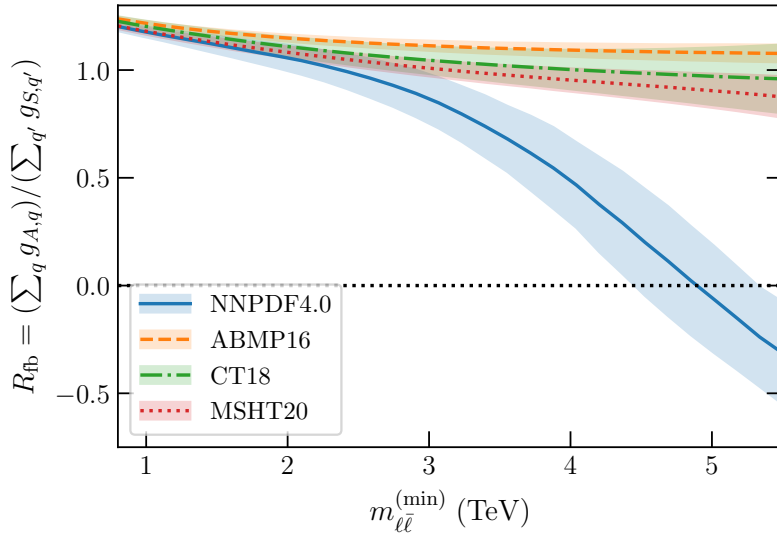 R_fb = (∑_q g_{A,q})/(∑_{q′} g_{S,q′})
1.0
0.5
0.0
−0.5
NNPDF4.0
ABMP16
CT18
MSHT20
1 2 3 4 5
m_{ℓℓ̄}^{(min)} (TeV)